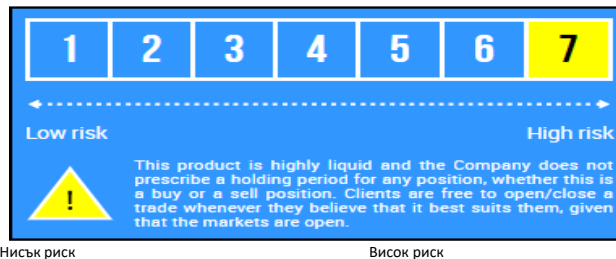 1 2 3 4 5 6 7
Low risk High risk
!
This product is highly liquid and the Company does not
prescribe a holding period for any position, whether this is
a buy or a sell position. Clients are free to open/close a
trade whenever they believe that it best suits them, given
that the markets are open.
Нисък риск Висок риск